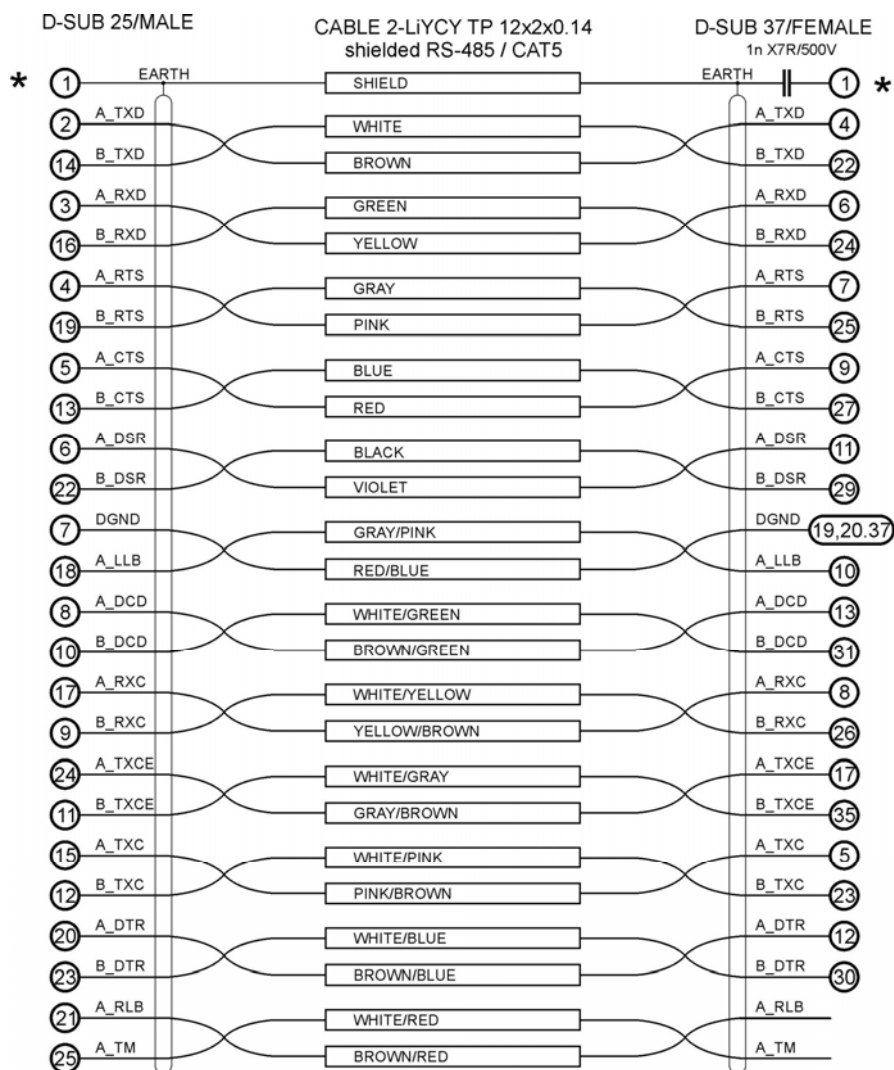 D-SUB 25/MALE CABLE 2-LiYCY TP 12x2x0.14 D-SUB 37/FEMALE
shielded RS-485 / CAT5 1n X7R/500V
* 1 EARTH SHIELD EARTH 1 *
2 A_TXD WHITE A_TXD 4
14 B_TXD BROWN B_TXD 22
3 A_RXD GREEN A_RXD 6
16 B_RXD YELLOW B_RXD 24
4 A_RTS GRAY A_RTS 7
19 B_RTS PINK B_RTS 25
5 A_CTS BLUE A_CTS 9
13 B_CTS RED B_CTS 27
6 A_DSR BLACK A_DSR 11
22 B_DSR VIOLET B_DSR 29
7 DGND GRAY/PINK DGND 19,20.37
18 A_LLB RED/BLUE A_LLB 10
8 A_DCD WHITE/GREEN A_DCD 13
10 B_DCD BROWN/GREEN B_DCD 31
17 A_RXC WHITE/YELLOW A_RXC 8
9 B_RXC YELLOW/BROWN B_RXC 26
24 A_TXCE WHITE/GRAY A_TXCE 17
11 B_TXCE GRAY/BROWN B_TXCE 35
15 A_TXC WHITE/PINK A_TXC 5
12 B_TXC PINK/BROWN B_TXC 23
20 A_DTR WHITE/BLUE A_DTR 12
23 B_DTR BROWN/BLUE B_DTR 30
21 A_RLB WHITE/RED A_RLB
25 A_TM BROWN/RED A_TM